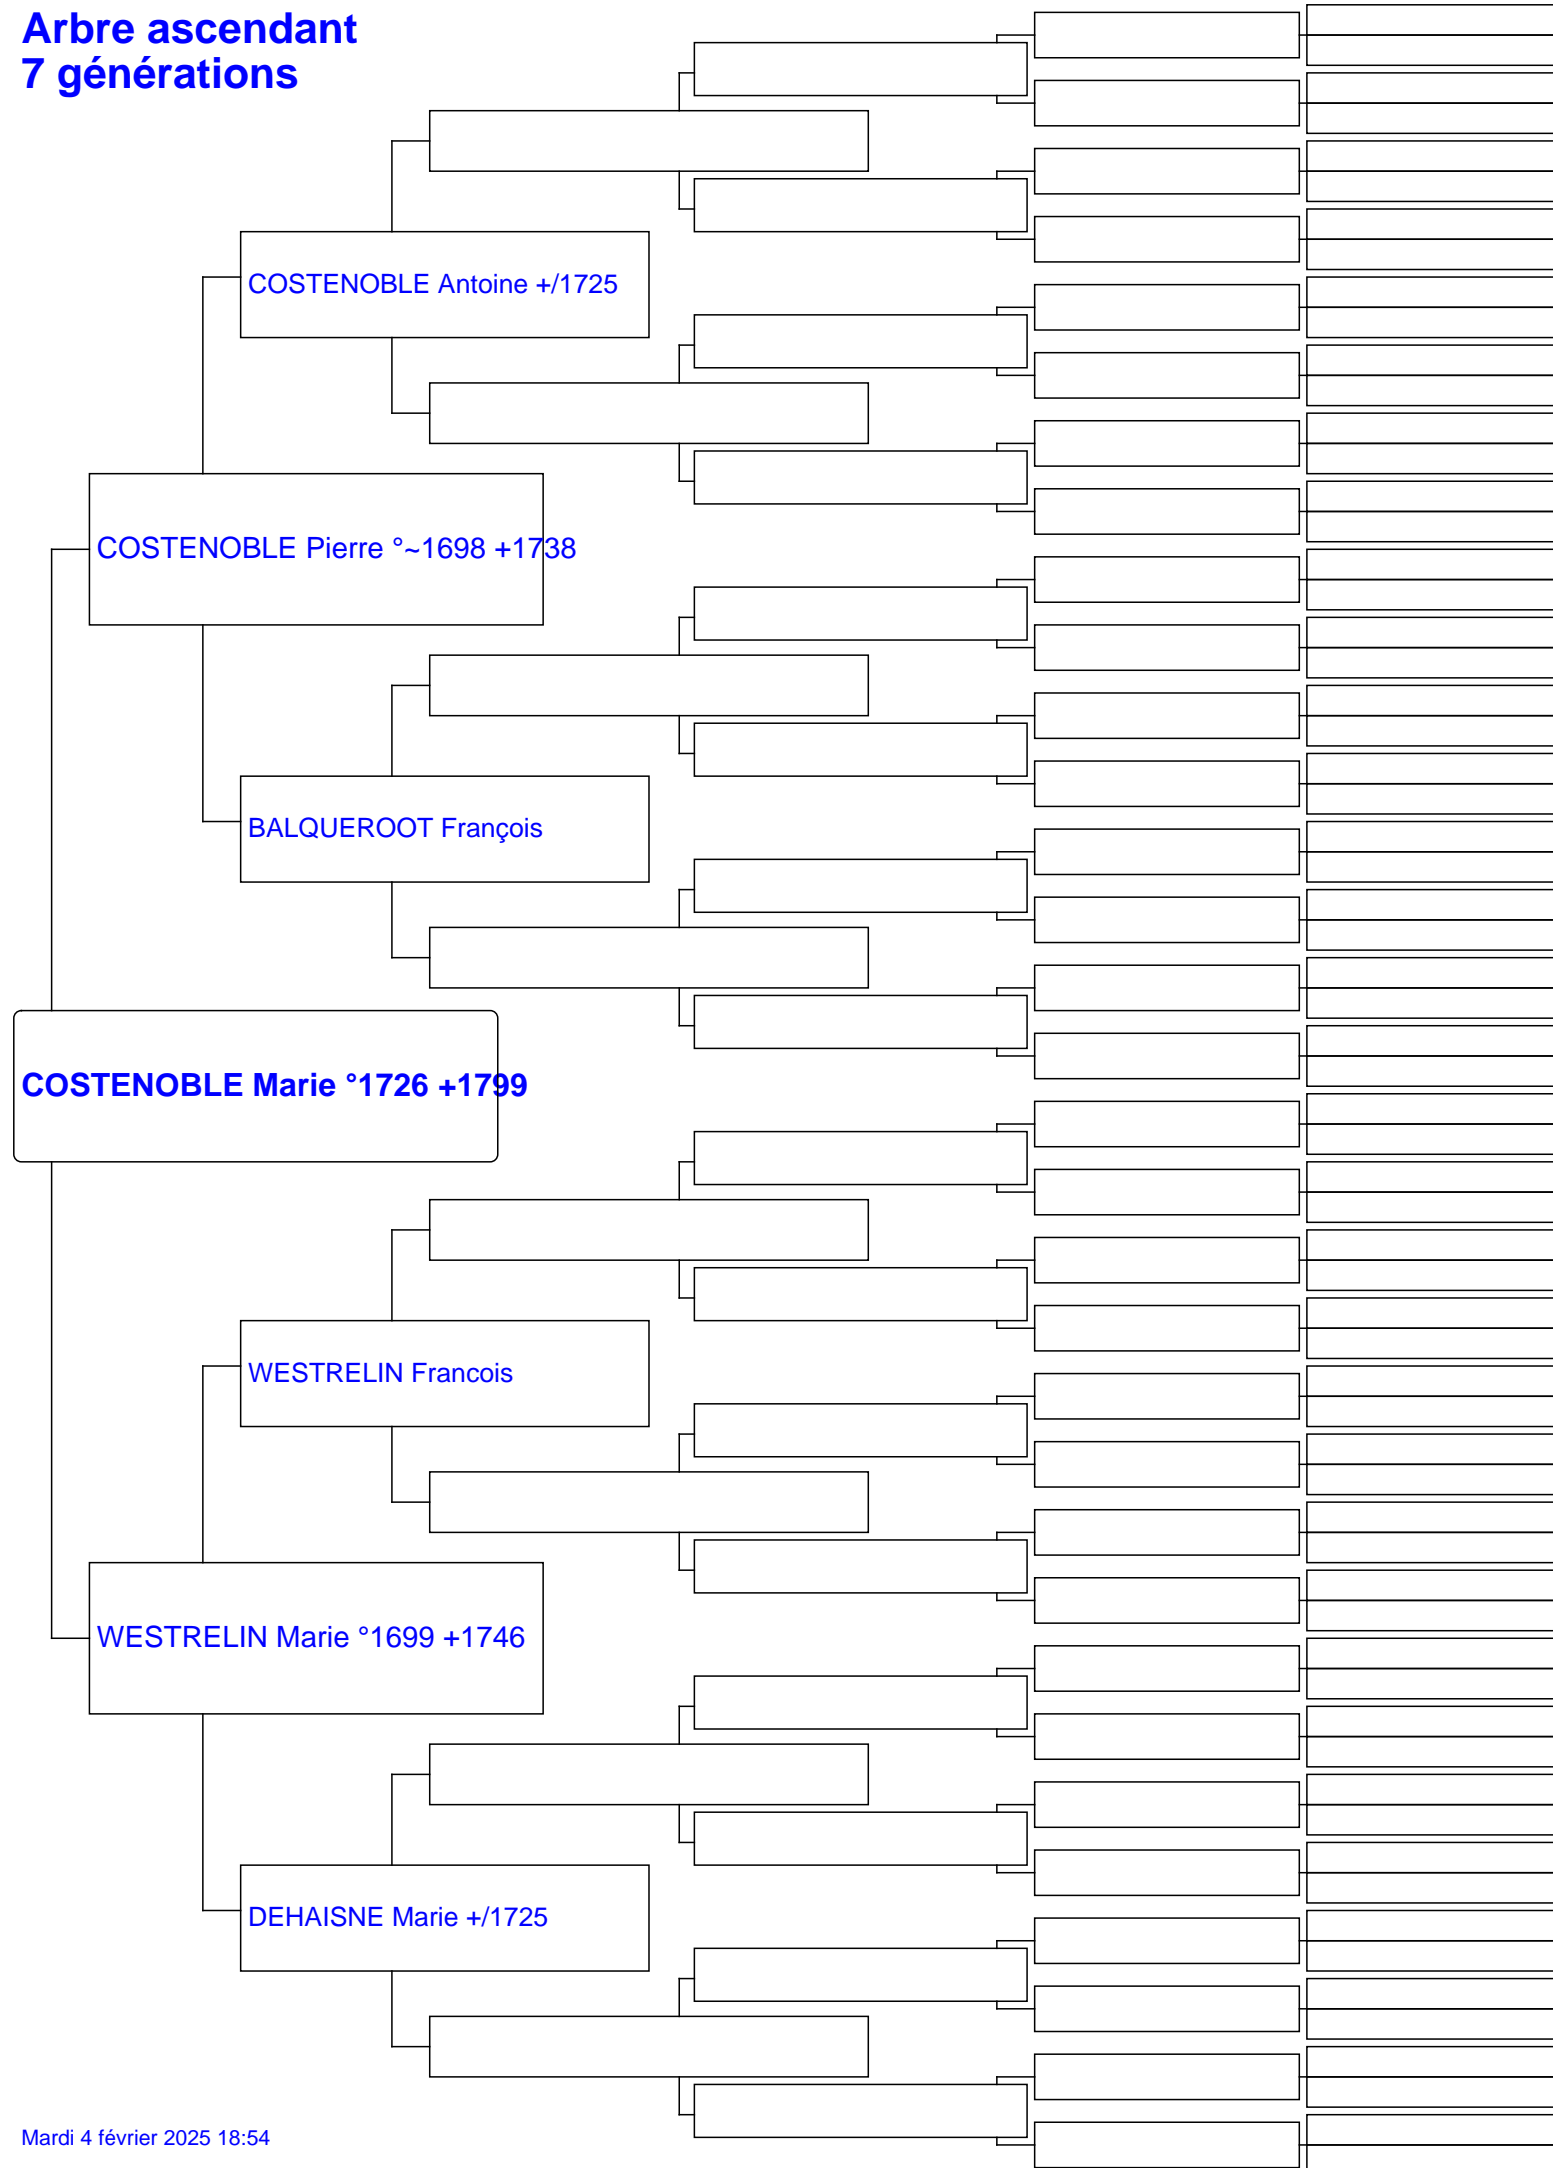 Arbre ascendant
7 générations
COSTENOBLE Antoine +/1725
COSTENOBLE Pierre °~1698 +1738
BALQUEROOT François
COSTENOBLE Marie °1726 +1799
WESTRELIN Francois
WESTRELIN Marie °1699 +1746
DEHAISNE Marie +/1725
Mardi 4 février 2025 18:54